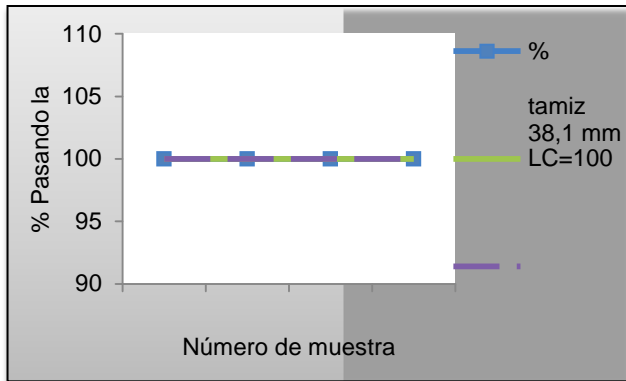 110
105
100
95
90
% Pasando la
Número de muestra
%
tamiz
38,1 mm
LC=100